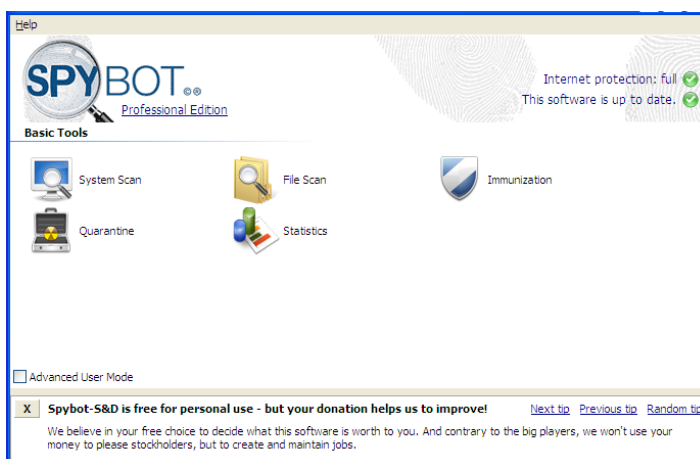 Help
SPYBOT
Internet protection: full
This software is up to date.
Professional Edition
Basic Tools
System Scan
File Scan
Immunization
Quarantine
Statistics
Advanced User Mode
X Spybot-S&D is free for personal use - but your donation helps us to improve! Next tip Previous tip Random tip
We believe in your free choice to decide what this software is worth to you. And contrary to the big players, we won't use your
money to please stockholders, but to create and maintain jobs.